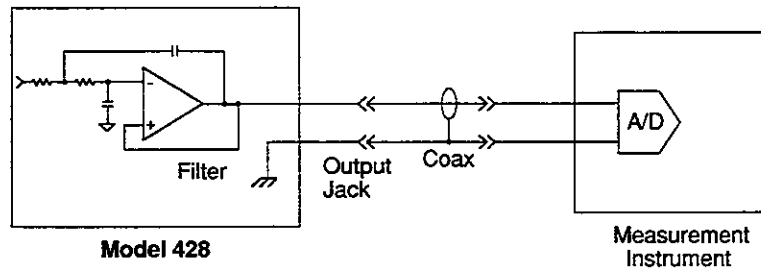 −
+
Filter
Output
Jack
Coax
A/D
Model 428
Measurement
Instrument